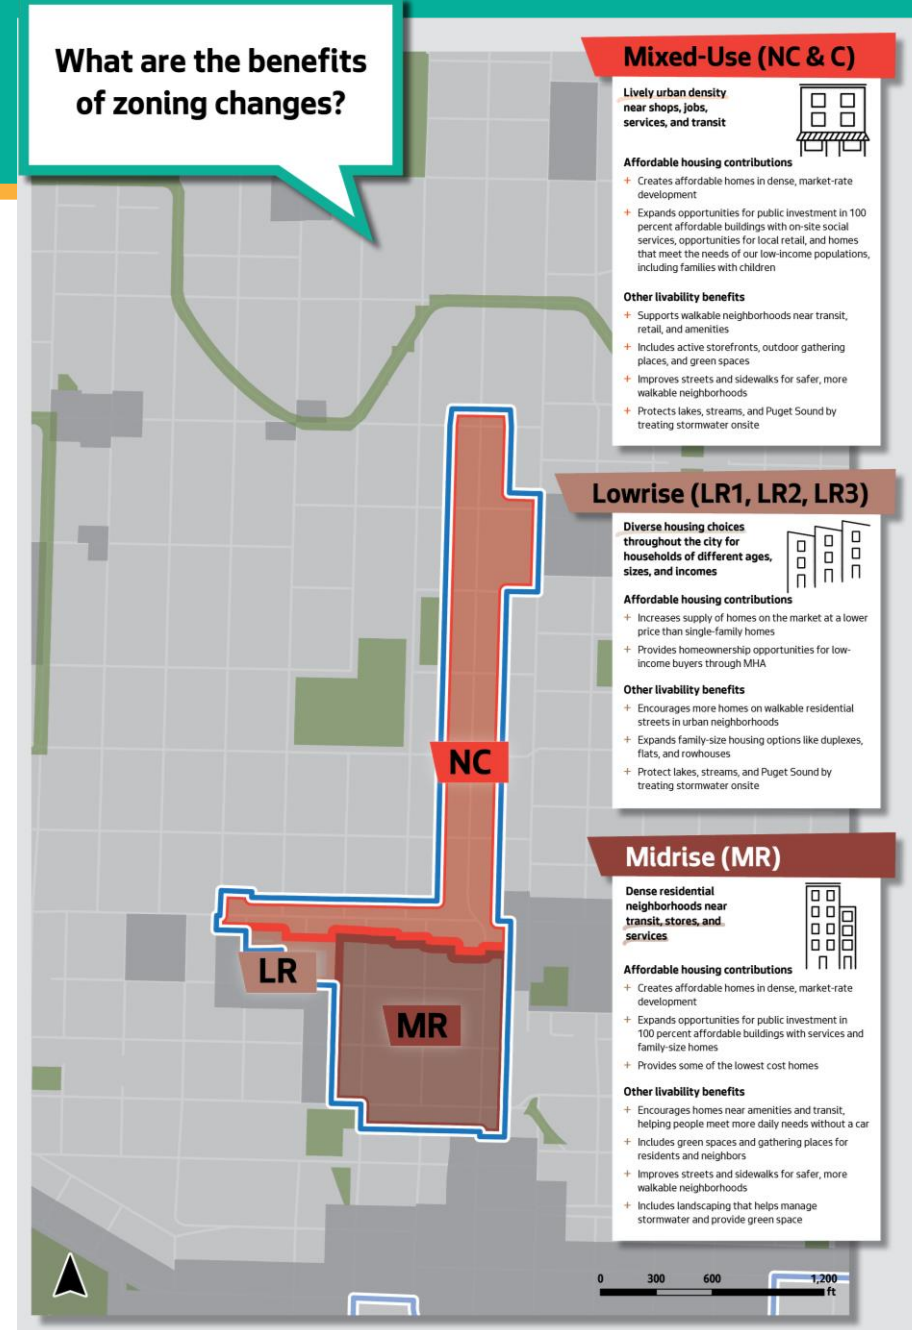 What are the benefits
of zoning changes?
Mixed-Use (NC & C)
Lively urban density
near shops, jobs,
services, and transit
Affordable housing contributions
+ Creates affordable homes in dense, market-rate
development
+ Expands opportunities for public investment in 100
percent affordable buildings with on-site social
services, opportunities for local retail, and homes
that meet the needs of our low-income populations,
including families with children
Other livability benefits
+ Supports walkable neighborhoods near transit,
retail, and amenities
+ Includes active storefronts, outdoor gathering
places, and green spaces
+ Improves streets and sidewalks for safer, more
walkable neighborhoods
+ Protects lakes, streams, and Puget Sound by
treating stormwater onsite
Lowrise (LR1, LR2, LR3)
Diverse housing choices
throughout the city for
households of different ages,
sizes, and incomes
Affordable housing contributions
+ Increases supply of homes on the market at a lower
price than single-family homes
+ Provides homeownership opportunities for low-
income buyers through MHA
Other livability benefits
+ Encourages more homes on walkable residential
streets in urban neighborhoods
+ Expands family-size housing options like duplexes,
flats, and rowhouses
+ Protect lakes, streams, and Puget Sound by
treating stormwater onsite
NC
LR
MR
Midrise (MR)
Dense residential
neighborhoods near
transit, stores, and
services
Affordable housing contributions
+ Creates affordable homes in dense, market-rate
development
+ Expands opportunities for public investment in
100 percent affordable buildings with services and
family-size homes
+ Provides some of the lowest cost homes
Other livability benefits
+ Encourages homes near amenities and transit,
helping people meet more daily needs without a car
+ Includes green spaces and gathering places for
residents and neighbors
+ Improves streets and sidewalks for safer, more
walkable neighborhoods
+ Includes landscaping that helps manage
stormwater and provide green space
0 300 600 1,200
ft